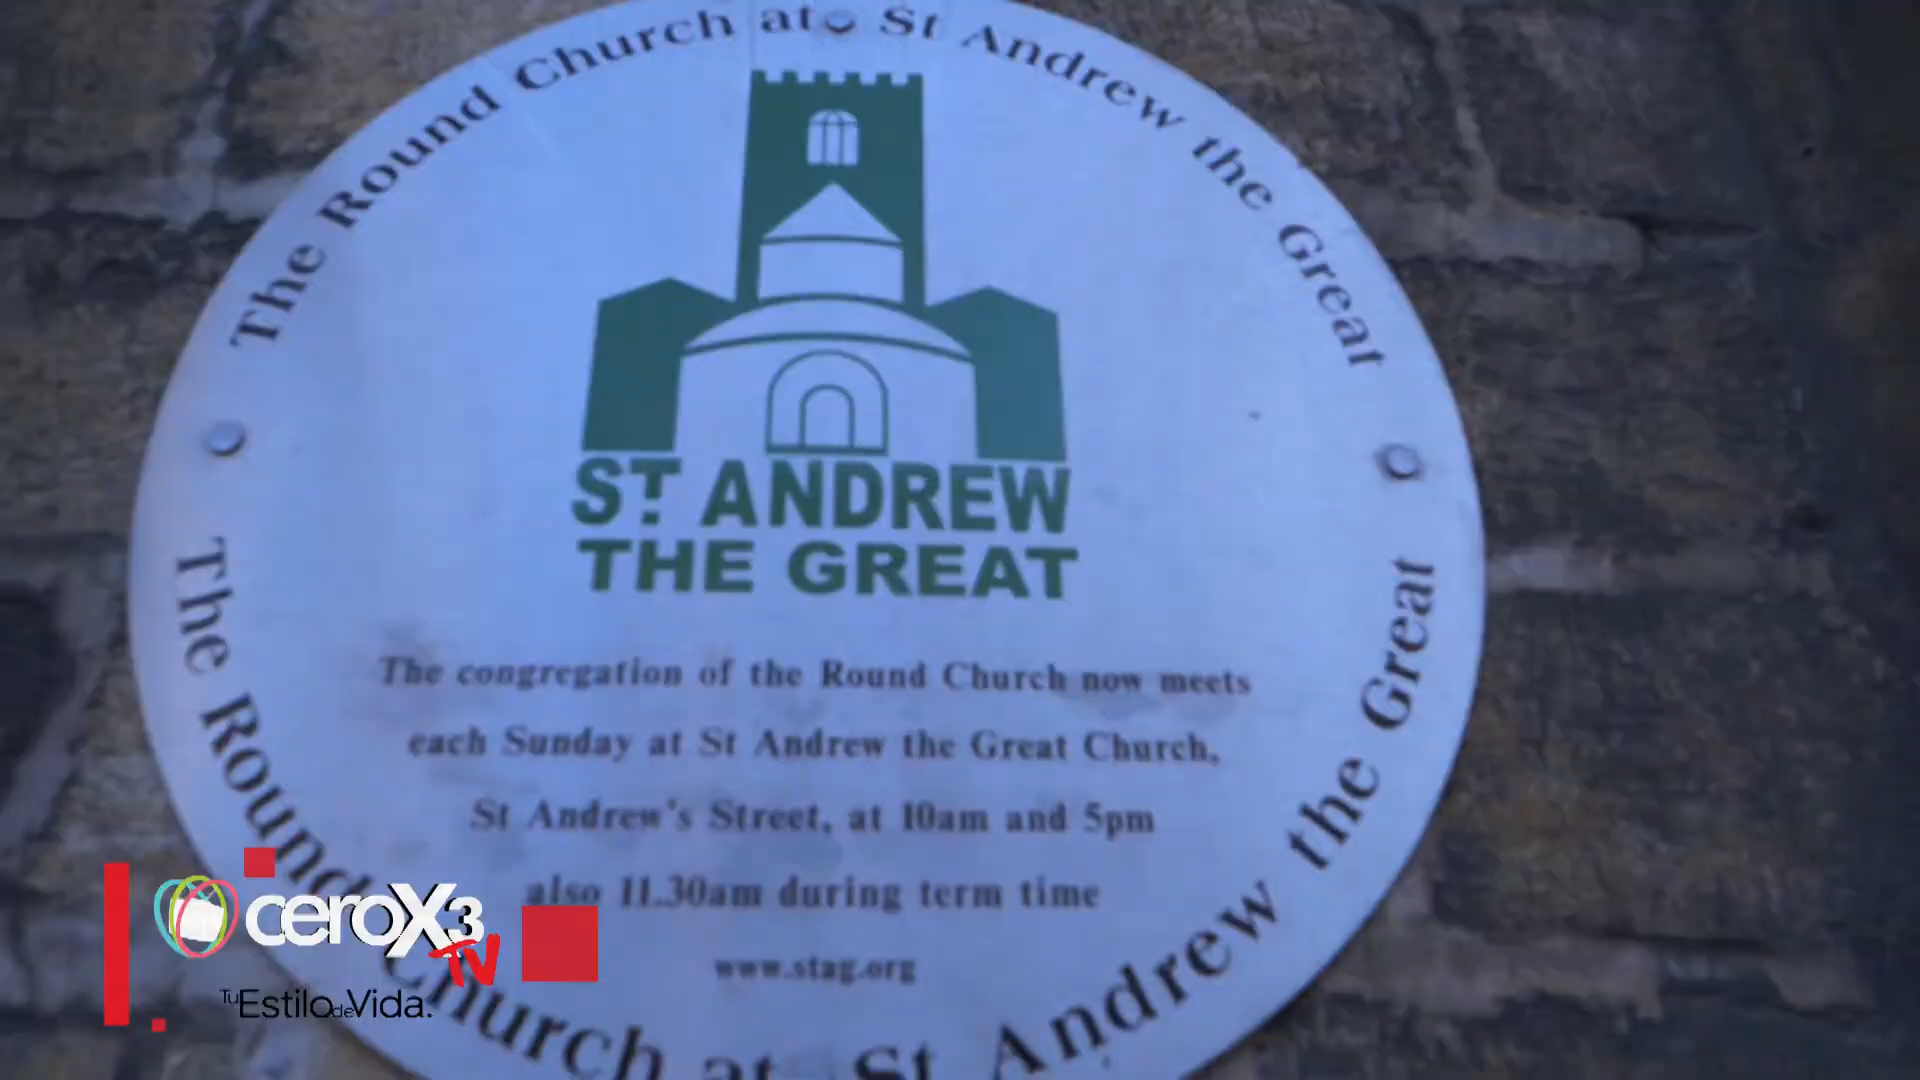 The Round Church at St Andrew the Great
ST ANDREW
THE GREAT
The congregation of the Round Church now meets
each Sunday at St Andrew the Great Church,
St Andrew's Street, at 10am and 5pm
also 11.30am during term time
www.stag.org
The Round Church at St Andrew the Great
ceroX3
TV
Tu Estilo de Vida.